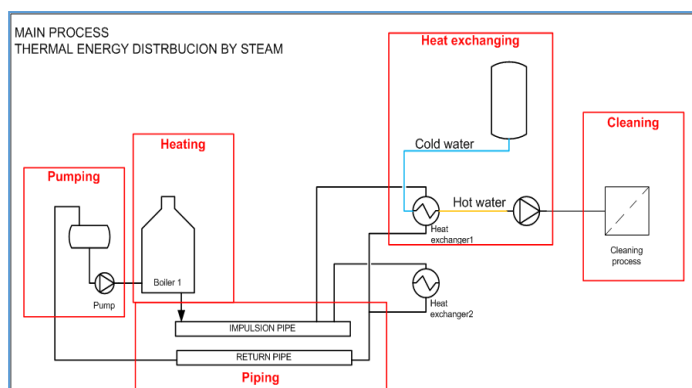 MAIN PROCESS
THERMAL ENERGY DISTRBUCION BY STEAM
Heat exchanging
Cleaning
Cold water
Heating
Pumping
Hot water
Heat
exchanger1
Cleaning
process
Boiler 1
Pump
Heat
exchanger2
IMPULSION PIPE
RETURN PIPE
Piping